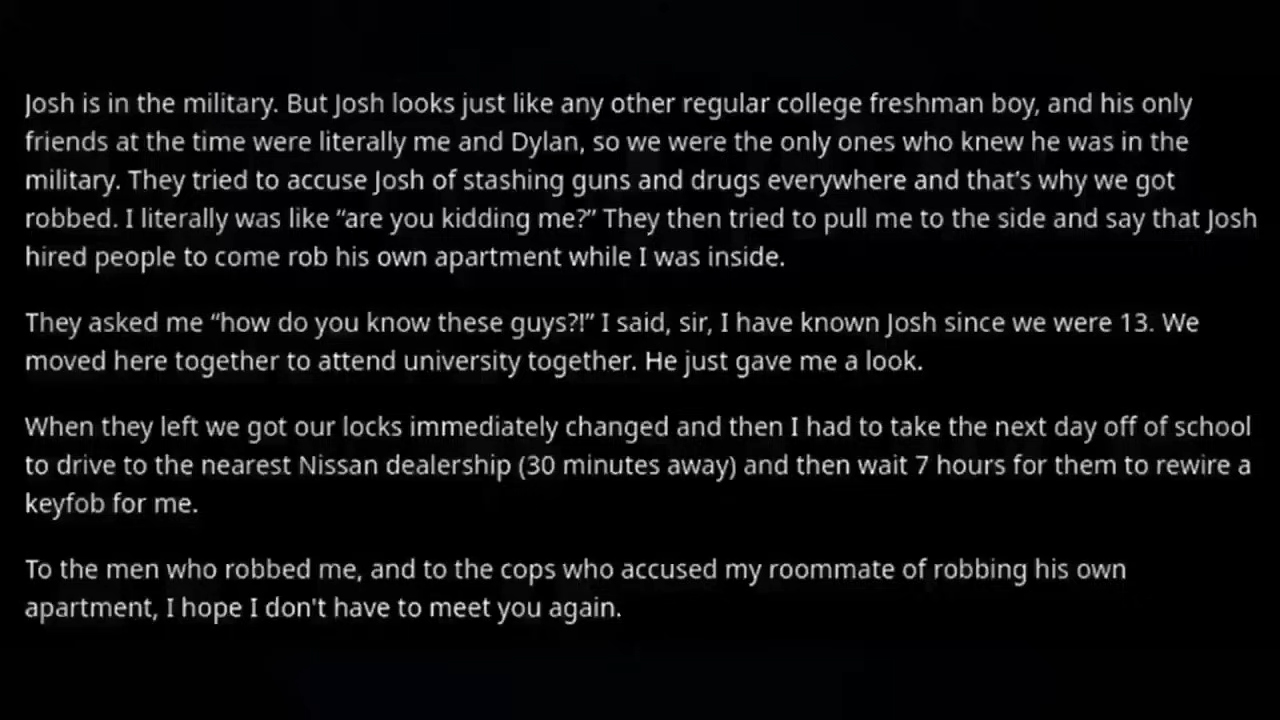 Josh is in the military. But Josh looks just like any other regular college freshman boy, and his only
friends at the time were literally me and Dylan, so we were the only ones who knew he was in the
military. They tried to accuse Josh of stashing guns and drugs everywhere and that's why we got
robbed. I literally was like “are you kidding me?” They then tried to pull me to the side and say that Josh
hired people to come rob his own apartment while I was inside.
They asked me “how do you know these guys?!” I said, sir, I have known Josh since we were 13. We
moved here together to attend university together. He just gave me a look.
When they left we got our locks immediately changed and then I had to take the next day off of school
to drive to the nearest Nissan dealership (30 minutes away) and then wait 7 hours for them to rewire a
keyfob for me.
To the men who robbed me, and to the cops who accused my roommate of robbing his own
apartment, I hope I don't have to meet you again.